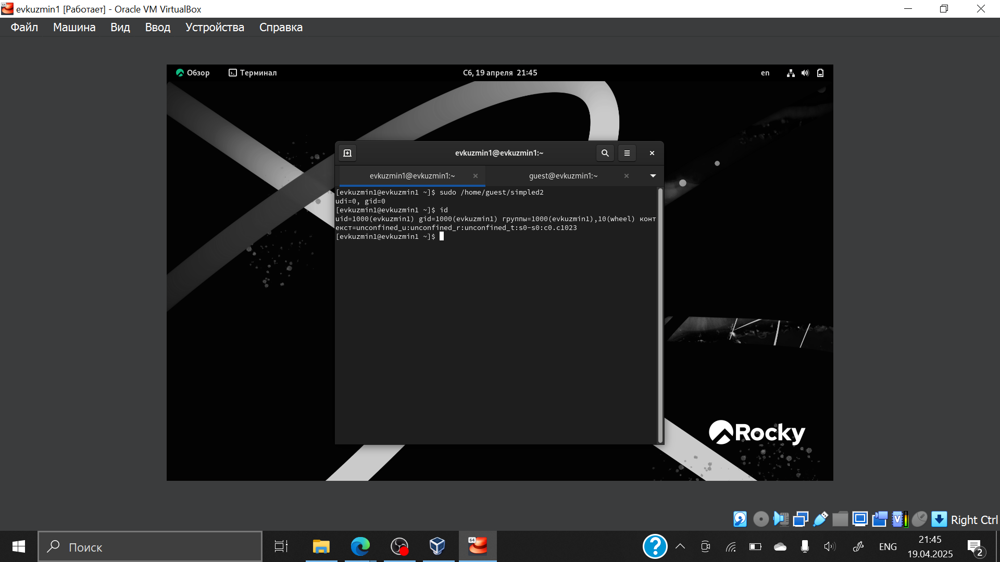 evkuzmin1 [Работает] - Oracle VM VirtualBox
Файл Машина Вид Ввод Устройства Справка
Обзор Терминал Сб, 19 апреля 21:45 en
evkuzmin1@evkuzmin1:~
evkuzmin1@evkuzmin1:~ guest@evkuzmin1:~
[evkuzmin1@evkuzmin1 ~]$ sudo /home/guest/simpled2
udi=0, gid=0
[evkuzmin1@evkuzmin1 ~]$ id
uid=1000(evkuzmin1) gid=1000(evkuzmin1) группы=1000(evkuzmin1),10(wheel) конт
екст=unconfined_u:unconfined_r:unconfined_t:s0-s0:c0.c1023
[evkuzmin1@evkuzmin1 ~]$
Rocky
Right Ctrl
Поиск
64
ENG
21:45
19.04.2025
2